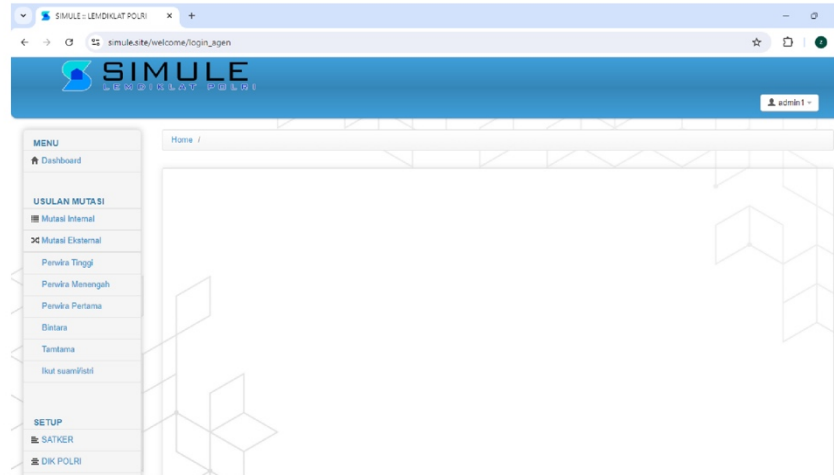 SIMULE :: LEMDIKLAT POLRI
simule.site/welcome/login_agen
SIMULE
LEMDIKLAT POLRI
admin1
MENU
Home /
Dashboard
USULAN MUTASI
Mutasi Internal
Mutasi Eksternal
Perwira Tinggi
Perwira Menengah
Perwira Pertama
Bintara
Tamtama
Ikut suami/istri
SETUP
SATKER
DIK POLRI